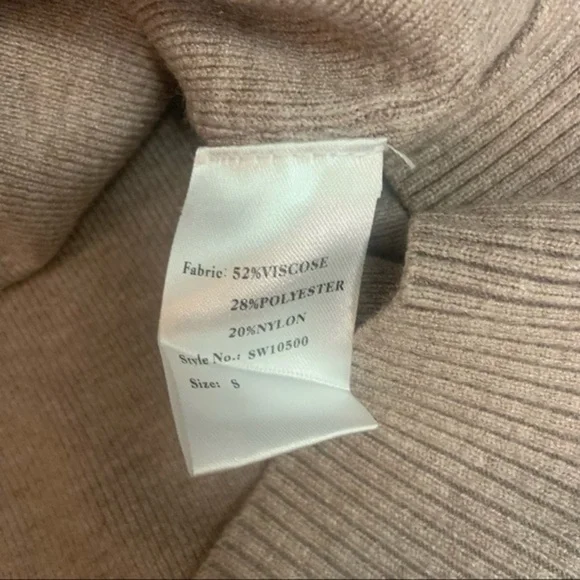 Fabric: 52%VISCOSE
28%POLYESTER
20%NYLON
Style No.: SW10500
Size: S